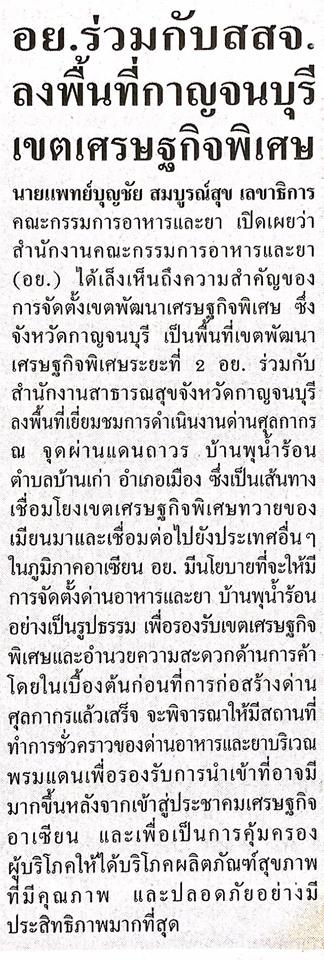 อย.ร่วมกับสสจ.
ลงพื้นที่กาญจนบุรี
เขตเศรษฐกิจพิเศษ
นายแพทย์บุญชัย สมบูรณ์สุข เลขาธิการ
คณะกรรมการอาหารและยา เปิดเผยว่า
สำนักงานคณะกรรมการอาหารและยา
(อย.) ได้เล็งเห็นถึงความสำคัญของ
การจัดตั้งเขตพัฒนาเศรษฐกิจพิเศษ ซึ่ง
จังหวัดกาญจนบุรี เป็นพื้นที่เขตพัฒนา
เศรษฐกิจพิเศษระยะที่ 2 อย. ร่วมกับ
สำนักงานสาธารณสุขจังหวัดกาญจนบุรี
ลงพื้นที่เยี่ยมชมการดำเนินงานด่านศุลกากร
ณ จุดผ่านแดนถาวร บ้านพุน้ำร้อน
ตำบลบ้านเก่า อำเภอเมือง ซึ่งเป็นเส้นทาง
เชื่อมโยงเขตเศรษฐกิจพิเศษทวายของ
เมียนมาและเชื่อมต่อไปยังประเทศอื่นๆ
ในภูมิภาคอาเซียน อย. มีนโยบายที่จะให้มี
การจัดตั้งด่านอาหารและยา บ้านพุน้ำร้อน
อย่างเป็นรูปธรรม เพื่อรองรับเขตเศรษฐกิจ
พิเศษและอำนวยความสะดวกด้านการค้า
โดยในเบื้องต้นก่อนที่การก่อสร้างด่าน
ศุลกากรแล้วเสร็จ จะพิจารณาให้มีสถานที่
ทำการชั่วคราวของด่านอาหารและยาบริเวณ
พรมแดนเพื่อรองรับการนำเข้าที่อาจมี
มากขึ้นหลังจากเข้าสู่ประชาคมเศรษฐกิจ
อาเซียน และเพื่อเป็นการคุ้มครอง
ผู้บริโภคให้ได้บริโภคผลิตภัณฑ์สุขภาพ
ที่มีคุณภาพ และปลอดภัยอย่างมี
ประสิทธิภาพมากที่สุด